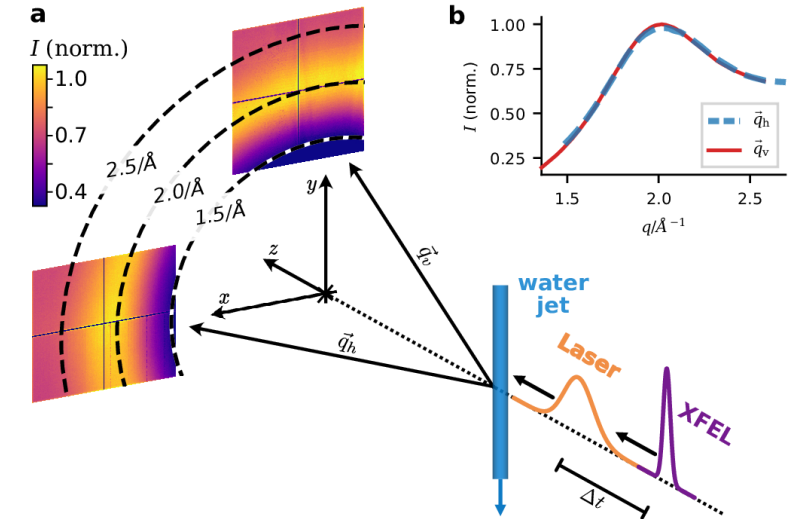 a
I (norm.)
1.0
0.7
0.4
2.5/Å
2.0/Å
1.5/Å
y
z
x
q⃗v
q⃗h
water
jet
Laser
XFEL
Δt
b
I (norm.)
1.00
0.75
0.50
0.25
q⃗h
q⃗v
1.5
2.0
2.5
q/Å⁻¹